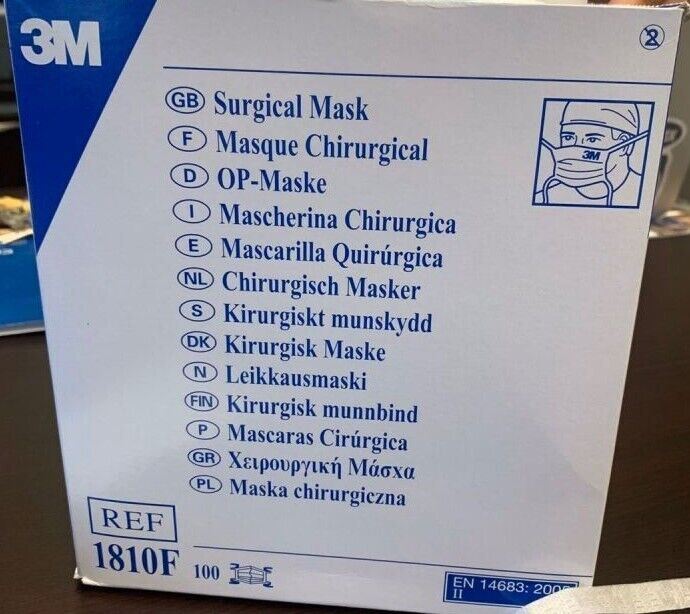 3M
2
GB Surgical Mask
3M
F Masque Chirurgical
D OP-Maske
I Mascherina Chirurgica
E Mascarilla Quirúrgica
NL Chirurgisch Masker
S Kirurgiskt munskydd
DK Kirurgisk Maske
N Leikkausmaski
FIN Kirurgisk munnbind
P Mascaras Cirúrgica
GR Χειρουργική Μάσχα
PL Maska chirurgiczna
REF
1810F
100
EN 14683:
II